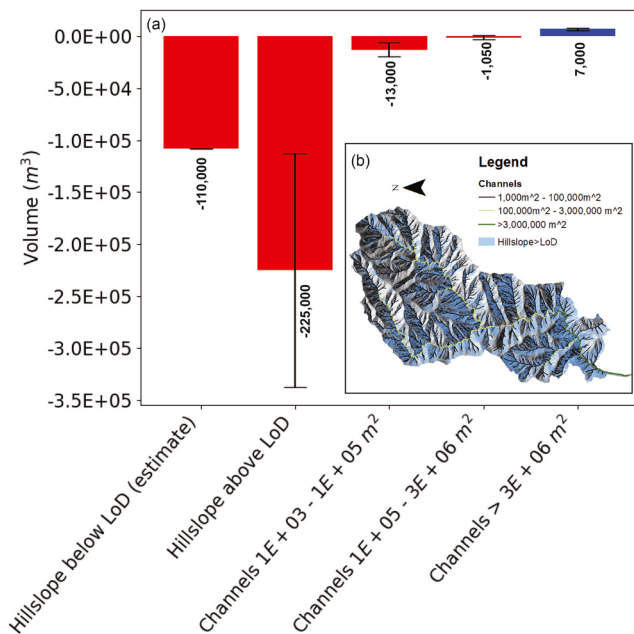 (a)
0.0E+00
-5.0E+04
-1.0E+05
-1.5E+05
-2.0E+05
-2.5E+05
-3.0E+05
-3.5E+05
Volume (m³)
-110,000
-225,000
-13,000
-1,050
7,000
(b)
N
Legend
Channels
1,000m^2 - 100,000m^2
100,000m^2 - 3,000,000 m^2
>3,000,000 m^2
Hillslope>LoD
Hillslope below LoD (estimate)
Hillslope above LoD
Channels 1E + 03 - 1E + 05 m²
Channels 1E + 05 - 3E + 06 m²
Channels > 3E + 06 m²